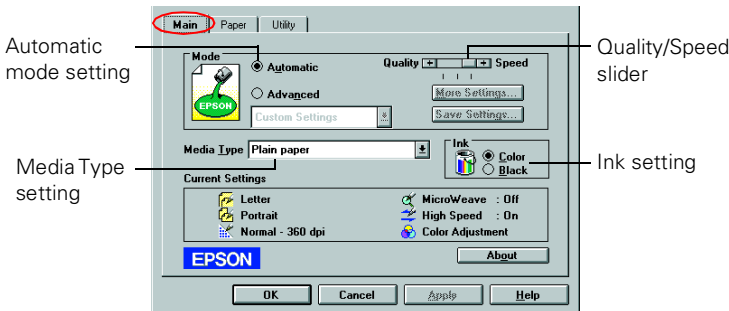 Main Paper Utility
Automatic mode setting
Mode
Automatic
Quality Speed
Quality/Speed slider
EPSON
Advanced
More Settings...
Custom Settings
Save Settings...
Media Type Plain paper
Ink
Color
Black
Ink setting
Media Type setting
Current Settings
Letter
MicroWeave : Off
Portrait
High Speed : On
Normal - 360 dpi
Color Adjustment
EPSON
About
OK Cancel Apply Help